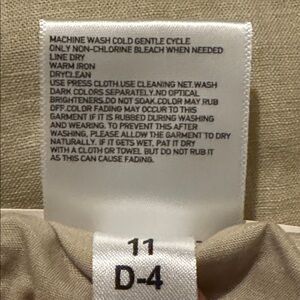 MACHINE WASH COLD GENTLE CYCLE
ONLY NON-CHLORINE BLEACH WHEN NEEDED
LINE DRY
WARM IRON
DRYCLEAN
USE PRESS CLOTH.USE CLEANING NET.WASH
DARK COLORS SEPARATELY.NO OPTICAL
BRIGHTENERS.DO NOT SOAK.COLOR MAY RUB
OFF.COLOR FADING MAY OCCUR TO THIS
GARMENT IF IT IS RUBBED DURING WASHING
AND WEARING. TO PREVENT THIS AFTER
WASHING, PLEASE ALLOW THE GARMENT TO DRY
NATURALLY. IF IT GETS WET, PAT IT DRY
WITH A CLOTH OR TOWEL BUT DO NOT RUB IT
AS THIS CAN CAUSE FADING.
11
D-4